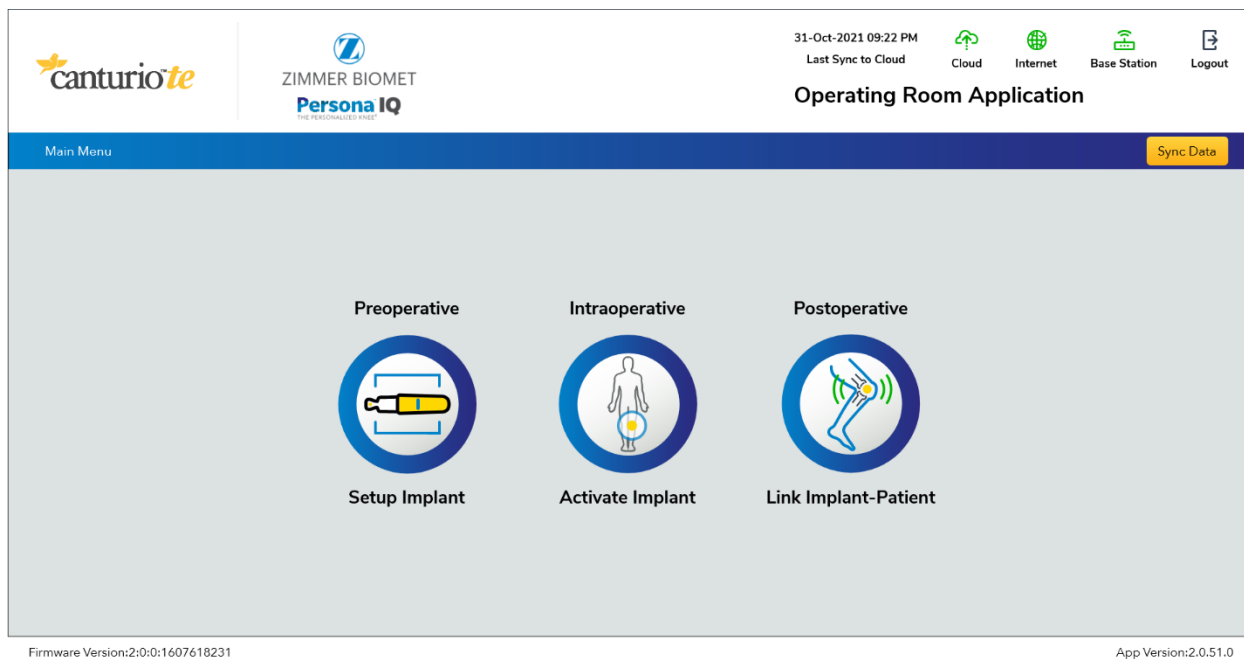 canturio™te
ZIMMER BIOMET
Persona IQ
THE PERSONALIZED KNEE®
31-Oct-2021 09:22 PM
Last Sync to Cloud
Cloud
Internet
Base Station
Logout
Operating Room Application
Main Menu
Sync Data
Preoperative
Intraoperative
Postoperative
Setup Implant
Activate Implant
Link Implant-Patient
Firmware Version:2:0:0:1607618231
App Version:2.0.51.0